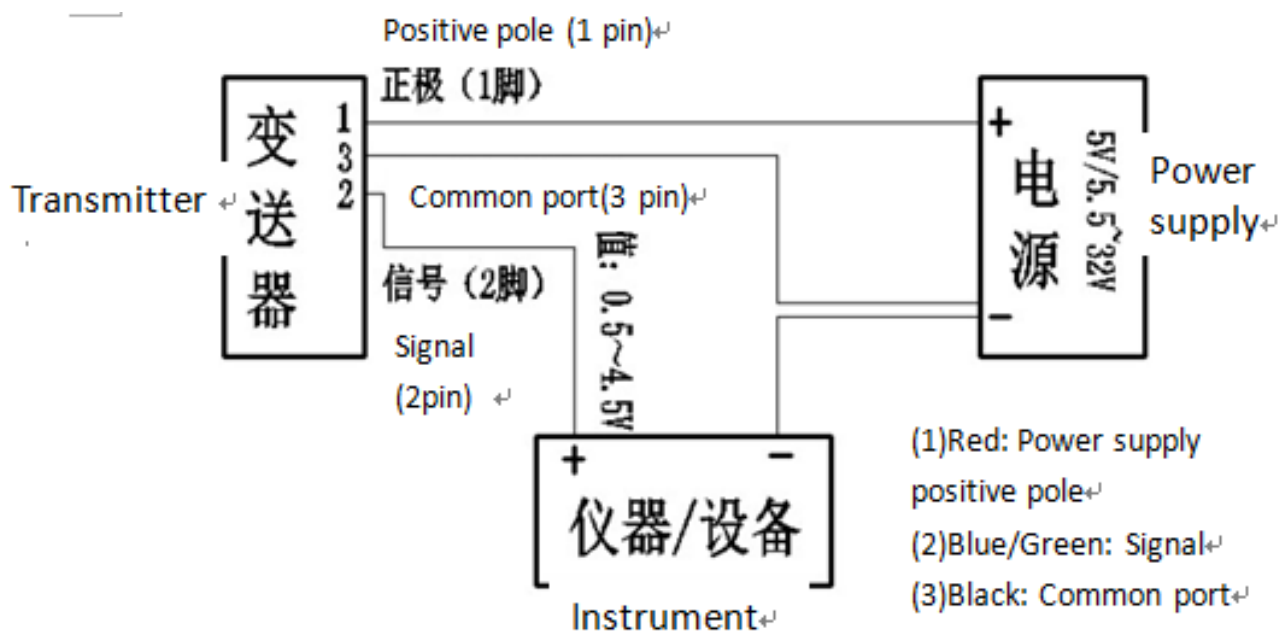 Positive pole (1 pin)
正极（1脚）
变送器
1
3
2
Transmitter
Common port(3 pin)
信号（2脚）
Signal
(2pin)
值: 0.5～4.5V
+
电源
−
5V/5.5~32V
Power
supply
+
−
仪器/设备
Instrument
(1)Red: Power supply
positive pole
(2)Blue/Green: Signal
(3)Black: Common port